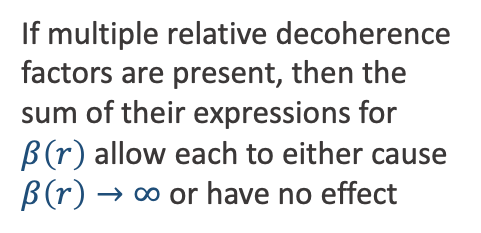 If multiple relative decoherence
factors are present, then the
sum of their expressions for
β(r) allow each to either cause
β(r) → ∞ or have no effect